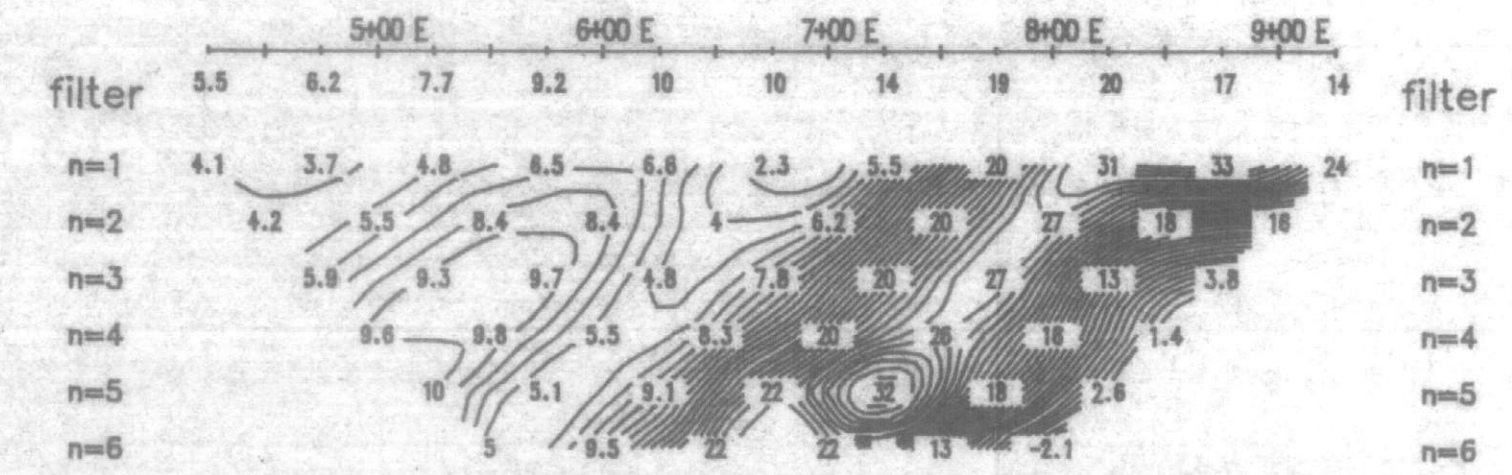 5+00 E 6+00 E 7+00 E 8+00 E 9+00 E
filter 5.5 6.2 7.7 9.2 10 10 14 19 20 17 14 filter
n=1 4.1 3.7 4.8 6.5 6.6 2.3 5.5 20 31 33 24 n=1
n=2 4.2 5.5 8.4 8.4 4 6.2 20 27 18 16 n=2
n=3 5.9 9.3 9.7 4.8 7.8 20 27 13 3.8 n=3
n=4 9.6 9.8 5.5 8.3 20 26 18 1.4 n=4
n=5 10 5.1 9.1 22 32 18 2.6 n=5
n=6 5 9.5 22 22 13 -2.1 n=6